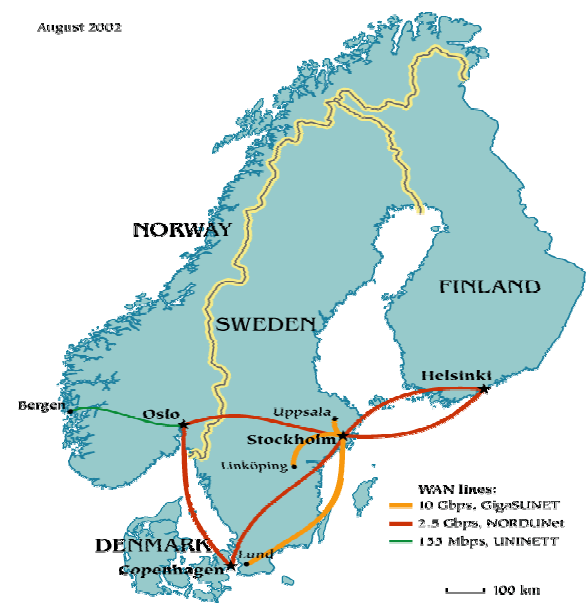 August 2002
NORWAY
FINLAND
SWEDEN
Helsinki
Bergen
Oslo
Uppsala
Stockholm
Linköping
WAN lines:
10 Gbps, GigaSUNET
2.5 Gbps, NORDUNet
155 Mbps, UNINETT
DENMARK
Lund
Copenhagen
100 km